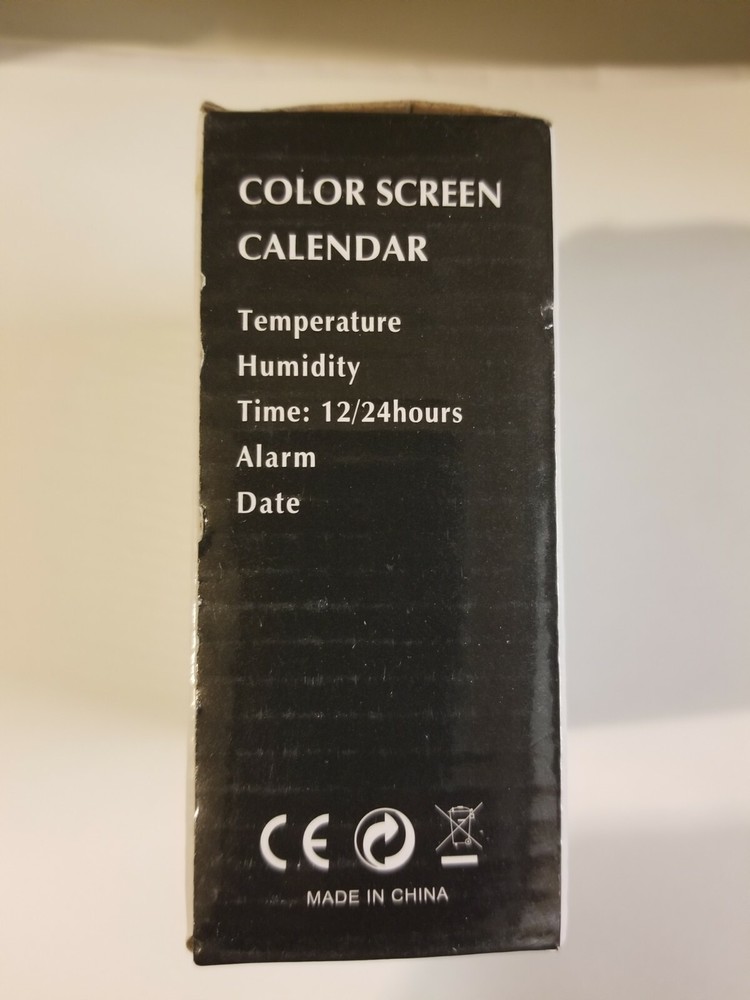 COLOR SCREEN
CALENDAR
Temperature
Humidity
Time: 12/24hours
Alarm
Date
CE
MADE IN CHINA